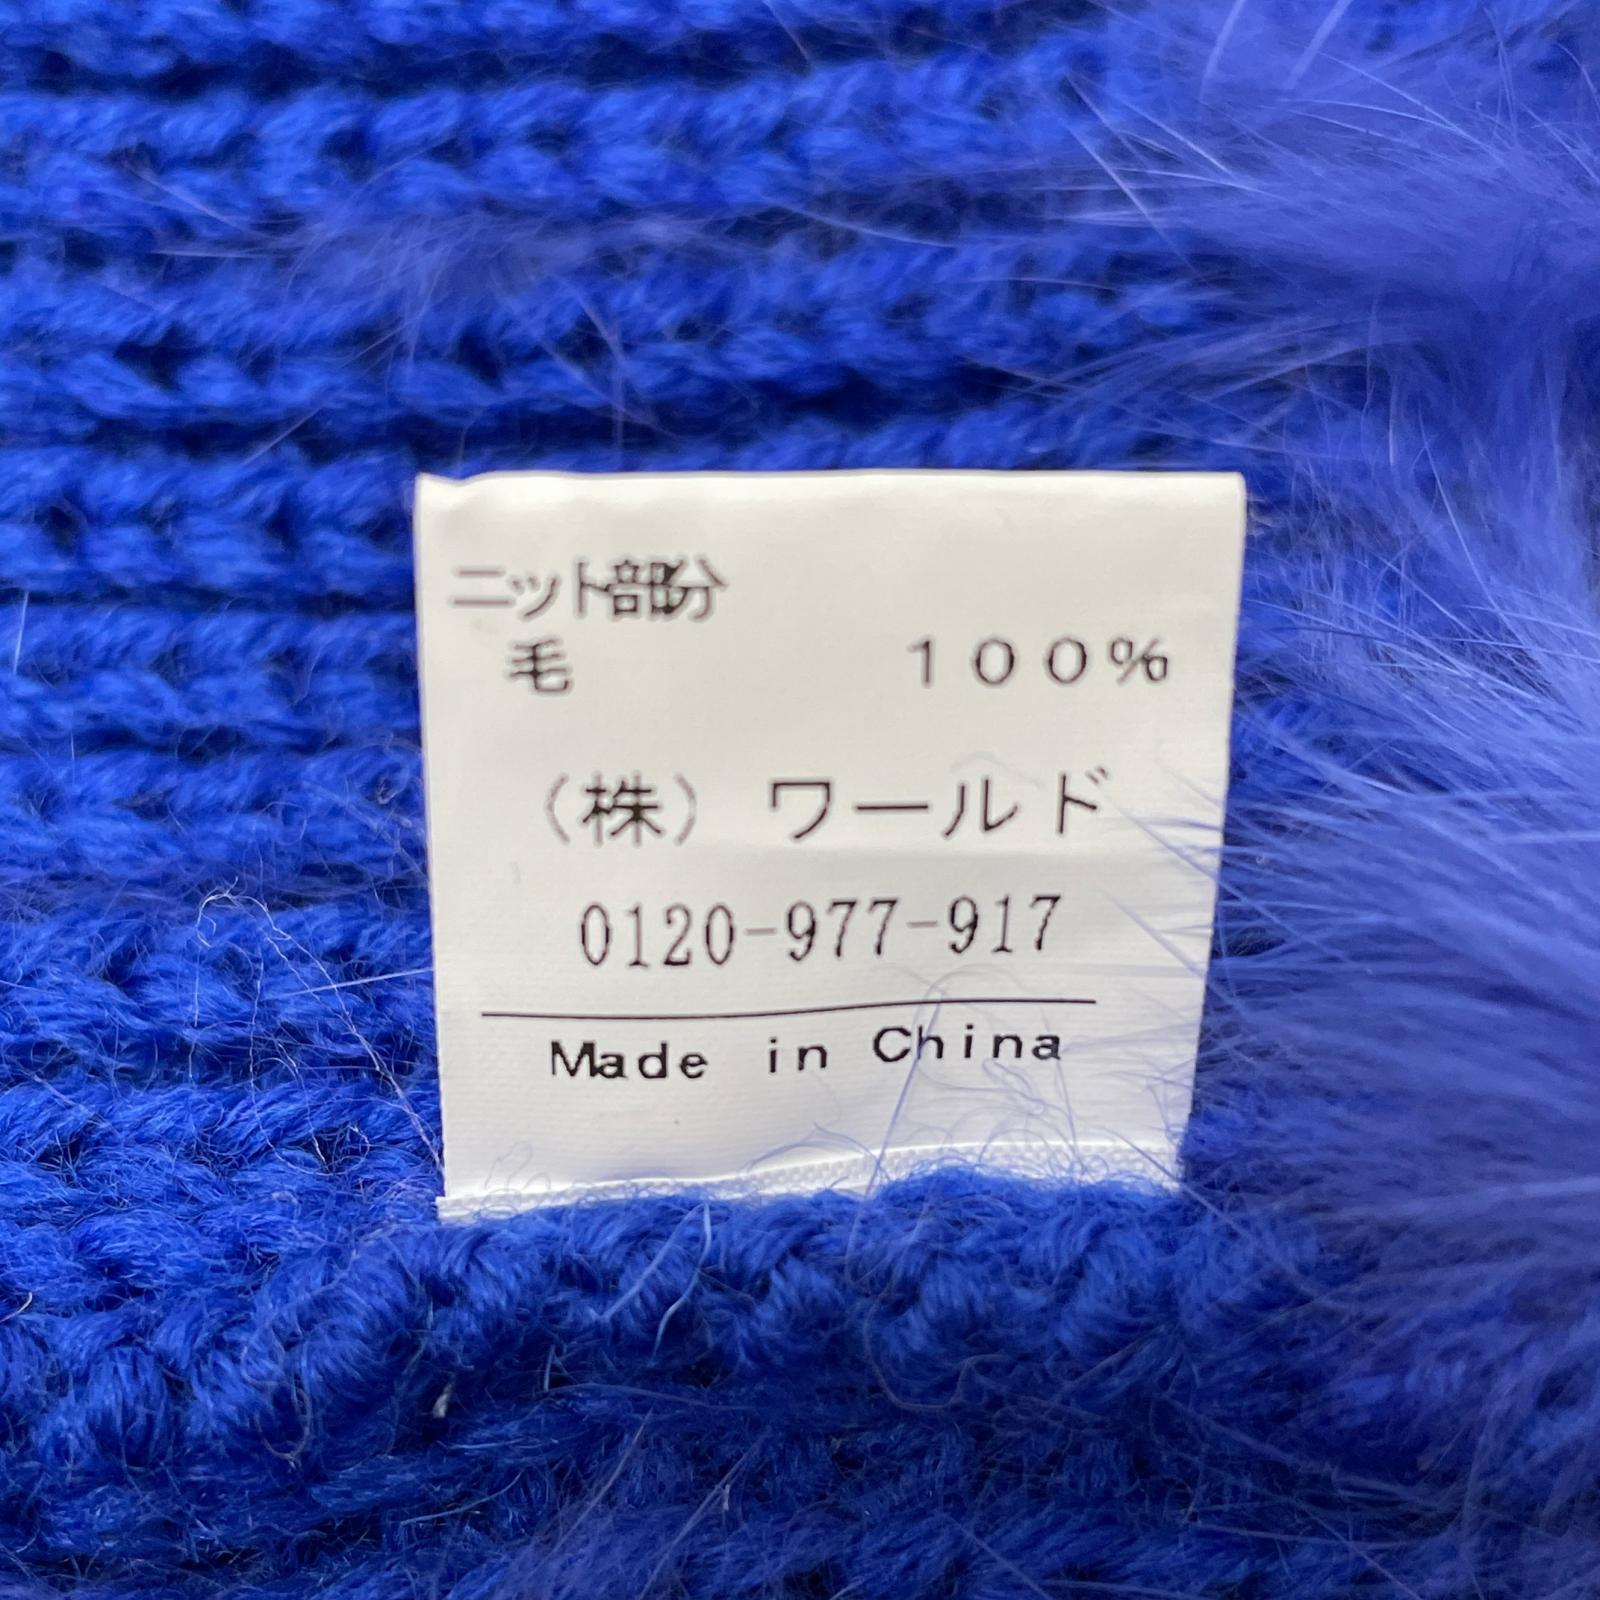 ニット部分
毛 100%
（株）ワールド
0120-977-917
Made in China